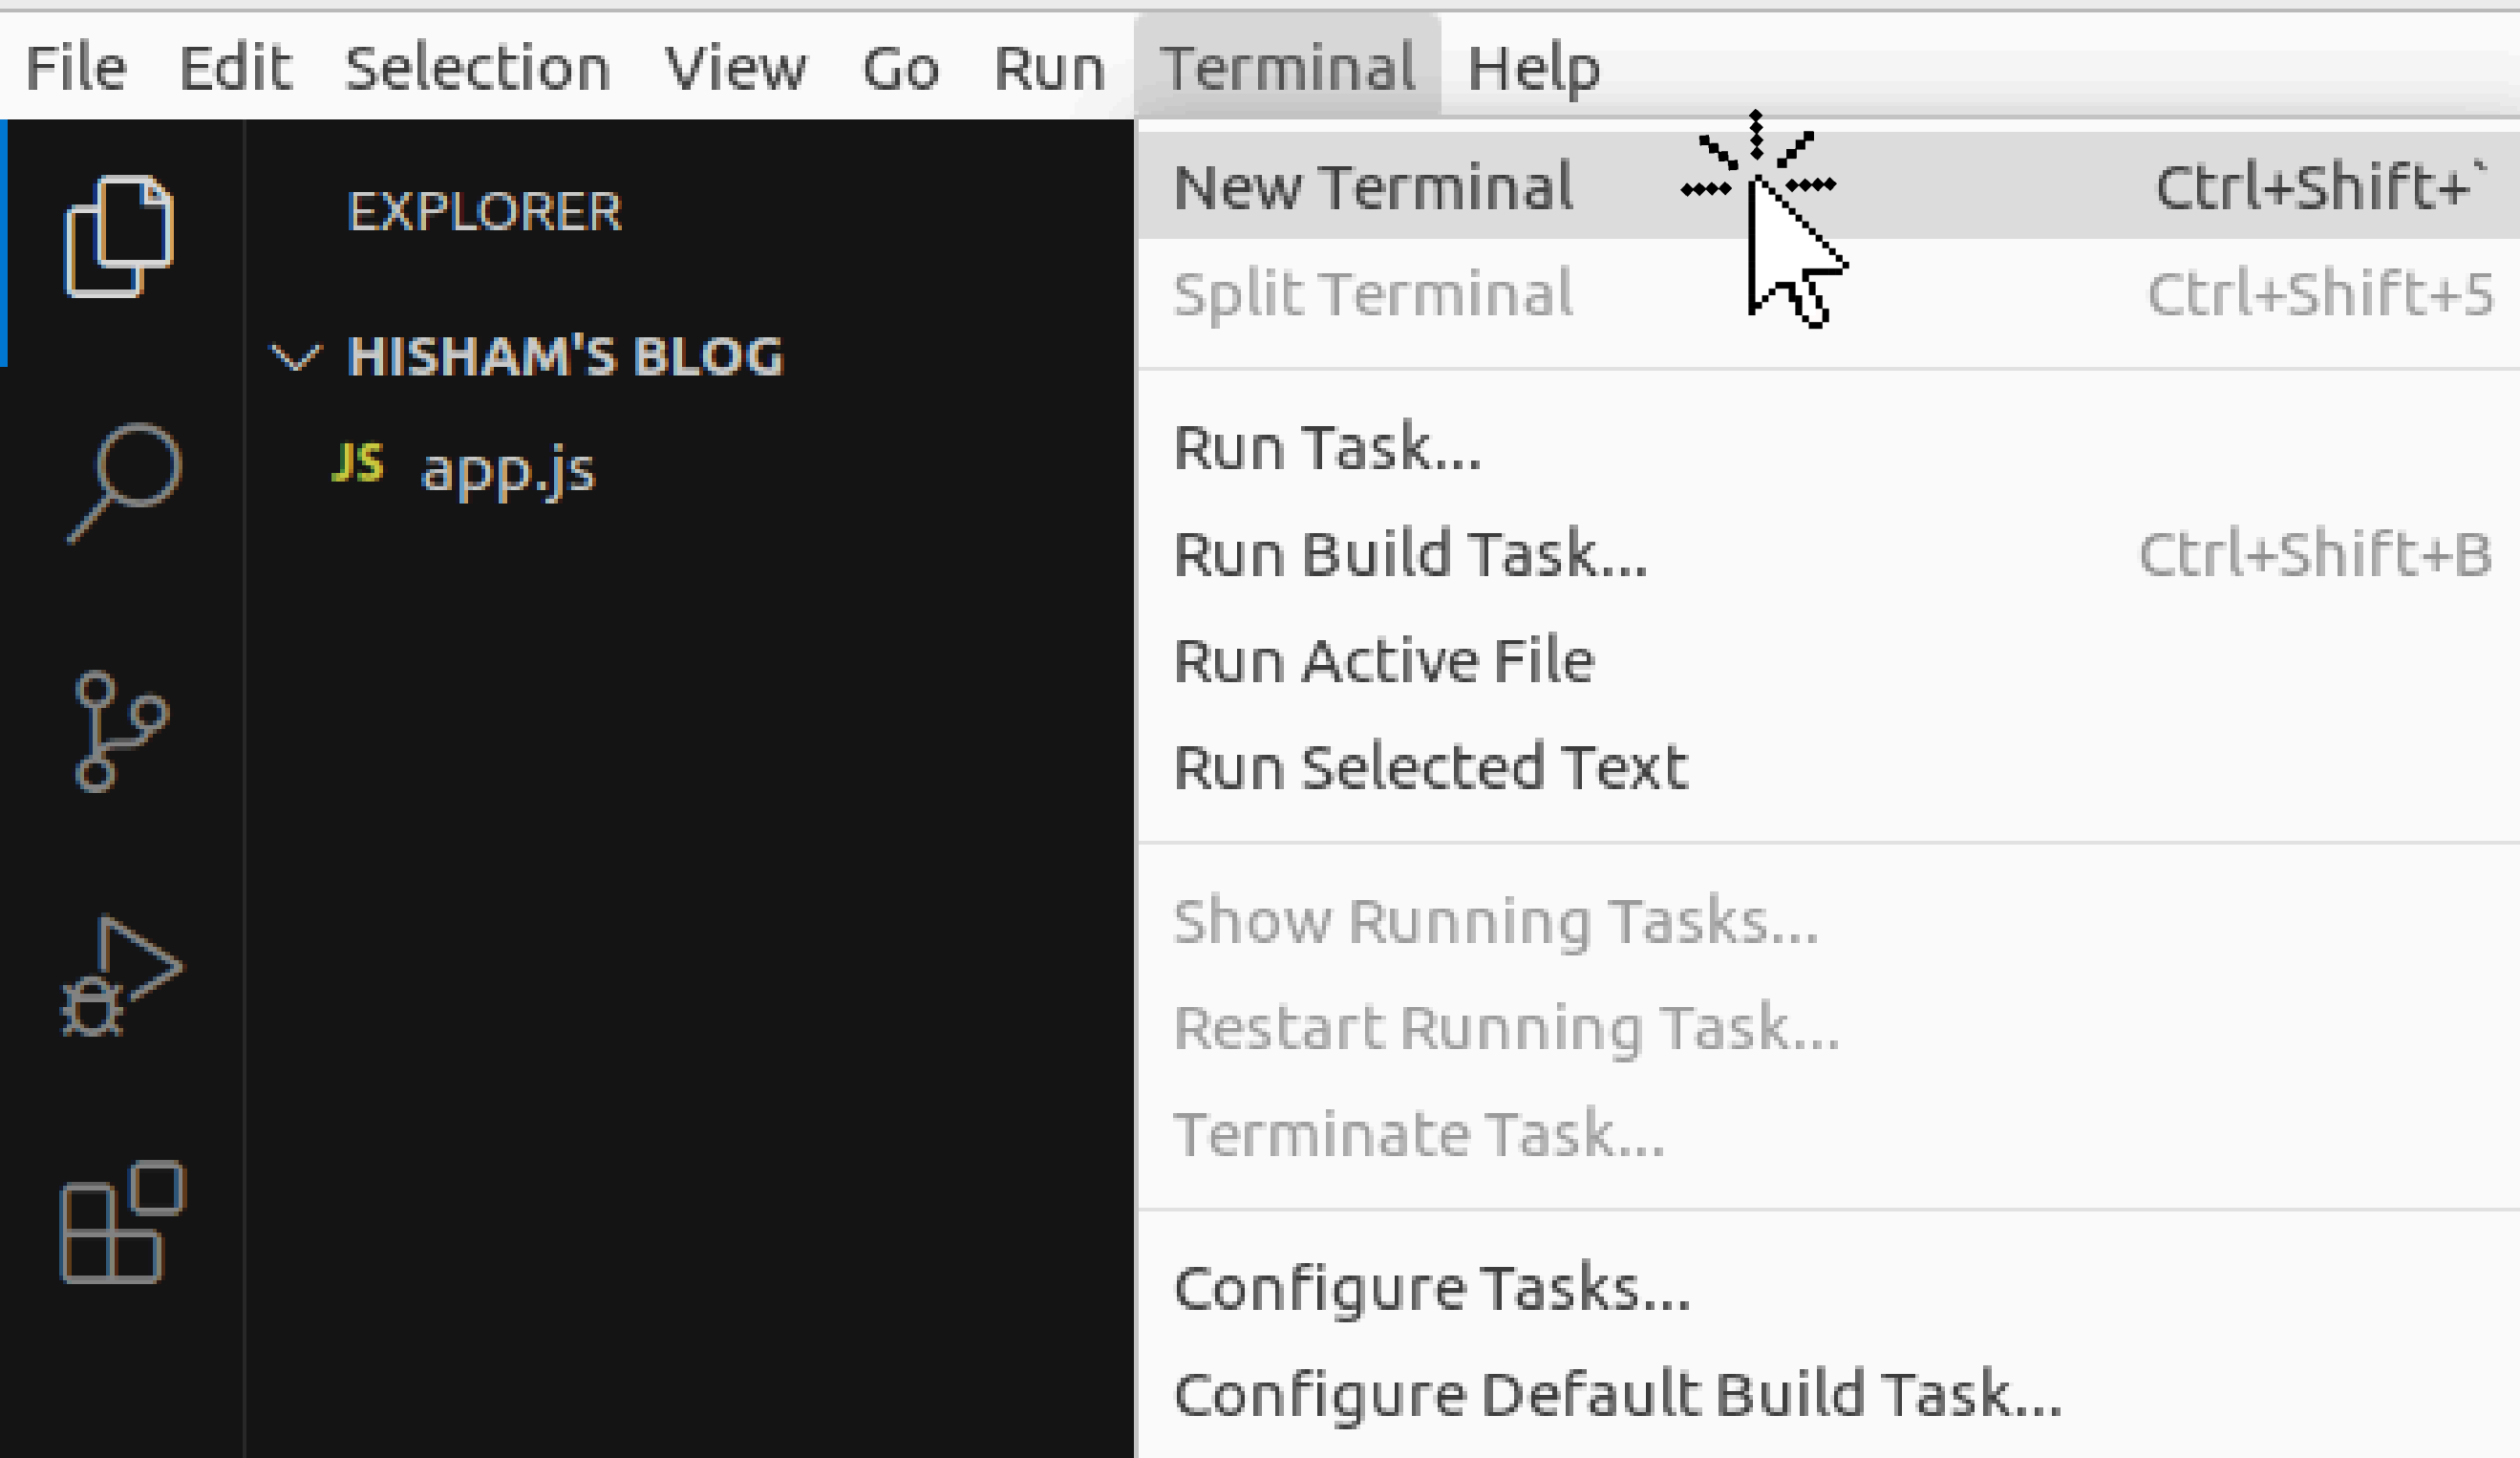 File Edit Selection View Go Run Terminal Help
EXPLORER
HISHAM'S BLOG
JS app.js
New Terminal Ctrl+Shift+`
Split Terminal Ctrl+Shift+5
Run Task...
Run Build Task... Ctrl+Shift+B
Run Active File
Run Selected Text
Show Running Tasks...
Restart Running Task...
Terminate Task...
Configure Tasks...
Configure Default Build Task...